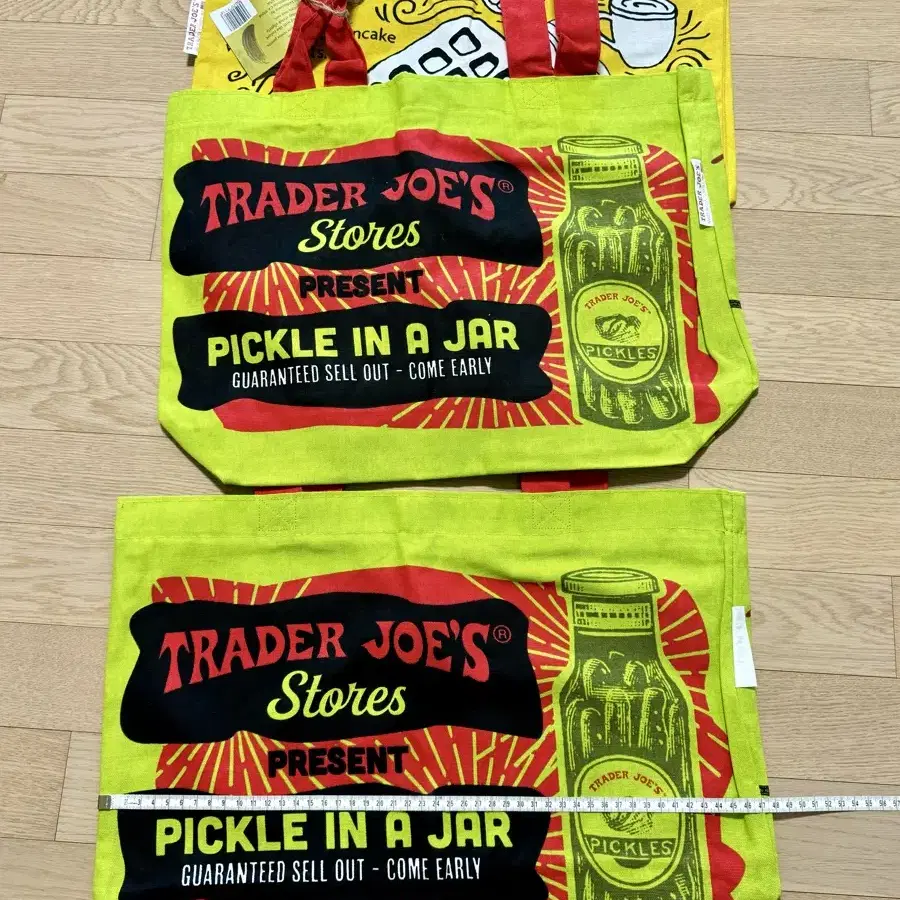 TRADER JOE'S
ncake
TRADER JOE'S®
Stores
PRESENT
PICKLE IN A JAR
GUARANTEED SELL OUT - COME EARLY
TRADER JOE'S
PICKLES
TRADER JOE'S
TRADER JOE'S®
Stores
PRESENT
TRADER JOE'S
PICKLES
PICKLE IN A JAR
GUARANTEED SELL OUT - COME EARLY